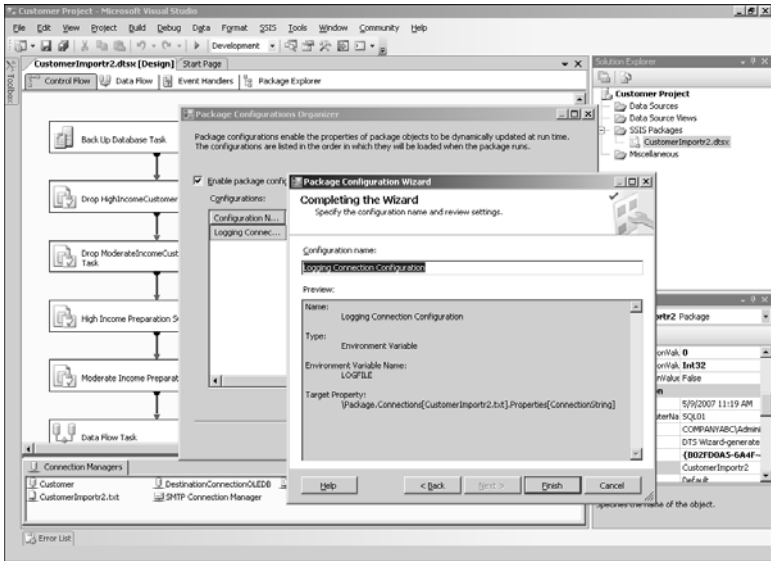 Customer Project - Microsoft Visual Studio
File Edit View Project Build Debug Data Format SSIS Tools Window Community Help
Development
Toolbox
CustomerImportr2.dtsx [Design] Start Page
Control Flow Data Flow Event Handlers Package Explorer
Back Up Database Task
Drop HighIncomeCustomer
Drop ModerateIncomeCust
Task
High Income Preparation S
Moderate Income Preparat
Data Flow Task
Connection Managers
Customer DestinationConnectionOLEDB
CustomerImportr2.txt SMTP Connection Manager
Error List
Package Configurations Organizer
Package configurations enable the properties of package objects to be dynamically updated at run time.
The configurations are listed in the order in which they will be loaded when the package runs.
Enable package config
Configurations:
Configuration N...
Logging Connec...
Package Configuration Wizard
Completing the Wizard
Specify the configuration name and review settings.
Configuration name:
Logging Connection Configuration
Preview:
Name:
Logging Connection Configuration
Type:
Environment Variable
Environment Variable Name:
LOGFILE
Target Property:
\Package.Connections[CustomerImportr2.txt].Properties[ConnectionString]
Help < Back Next > Finish Cancel
Solution Explorer
Customer Project
Data Sources
Data Source Views
SSIS Packages
CustomerImportr2.dtsx
Miscellaneous
ortr2 Package
onValu 0
onValu Int32
onValue False
on
5/9/2007 11:19 AM
uterNa SQL01
COMPANYABC\Admini
DTS Wizard-generate
{B02FD0A5-6A4F-
CustomerImportr2
Default
Specifies the name of the object.